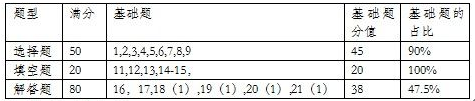 题型 满分 基础题 基础题分值 基础题的占比
选择题 50 1,2,3,4,5,6,7,8,9 45 90%
填空题 20 11,12,13,14-15, 20 100%
解答题 80 16，17,18（1）,19（1）,20（1）,21（1） 38 47.5%